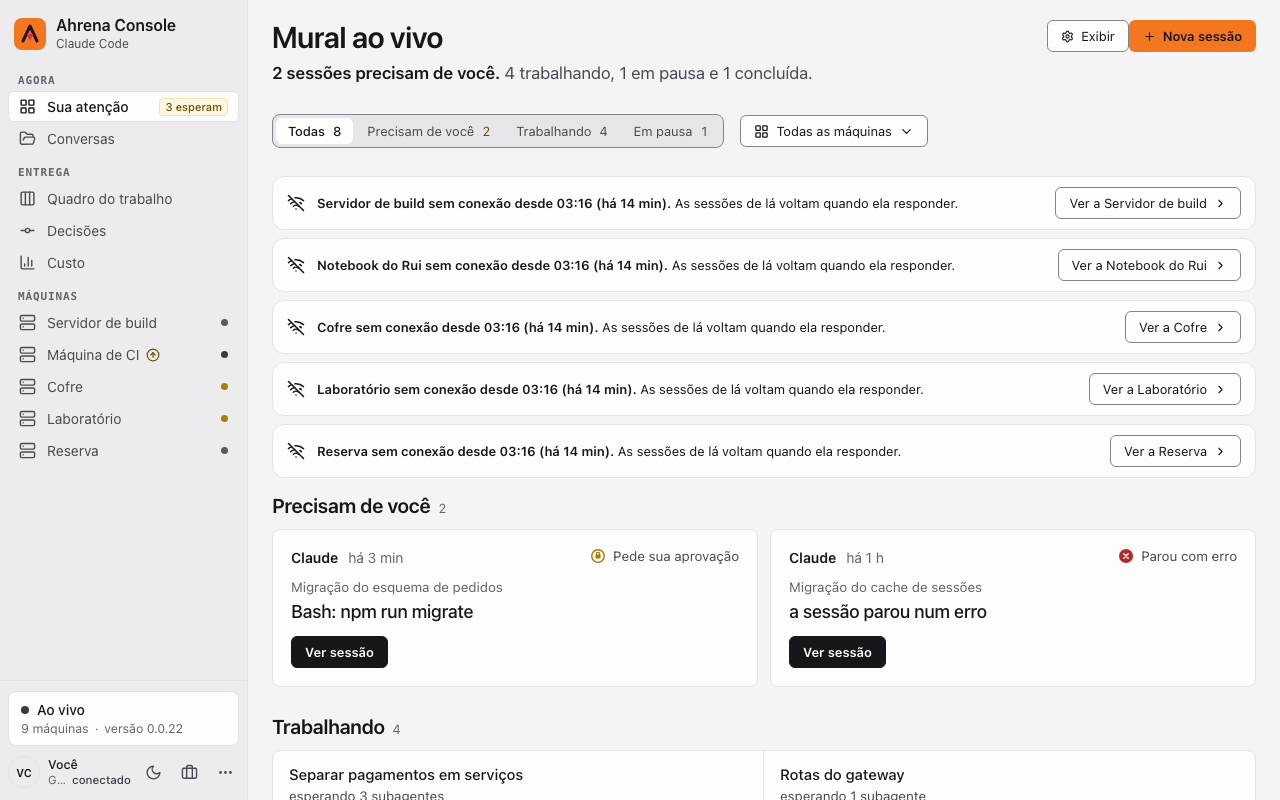 Ahrena Console
Claude Code
AGORA
Sua atenção 3 esperam
Conversas
ENTREGA
Quadro do trabalho
Decisões
Custo
MÁQUINAS
Servidor de build
Máquina de CI
Cofre
Laboratório
Reserva
Ao vivo
9 máquinas · versão 0.0.22
VC Você
G... conectado
Mural ao vivo
Exibir
Nova sessão
2 sessões precisam de você. 4 trabalhando, 1 em pausa e 1 concluída.
Todas 8 Precisam de você 2 Trabalhando 4 Em pausa 1
Todas as máquinas
Servidor de build sem conexão desde 03:16 (há 14 min). As sessões de lá voltam quando ela responder. Ver a Servidor de build
Notebook do Rui sem conexão desde 03:16 (há 14 min). As sessões de lá voltam quando ela responder. Ver a Notebook do Rui
Cofre sem conexão desde 03:16 (há 14 min). As sessões de lá voltam quando ela responder. Ver a Cofre
Laboratório sem conexão desde 03:16 (há 14 min). As sessões de lá voltam quando ela responder. Ver a Laboratório
Reserva sem conexão desde 03:16 (há 14 min). As sessões de lá voltam quando ela responder. Ver a Reserva
Precisam de você 2
Claude há 3 min Pede sua aprovação
Migração do esquema de pedidos
Bash: npm run migrate
Ver sessão
Claude há 1 h Parou com erro
Migração do cache de sessões
a sessão parou num erro
Ver sessão
Trabalhando 4
Separar pagamentos em serviços
esperando 3 subagentes
Rotas do gateway
esperando 1 subagente